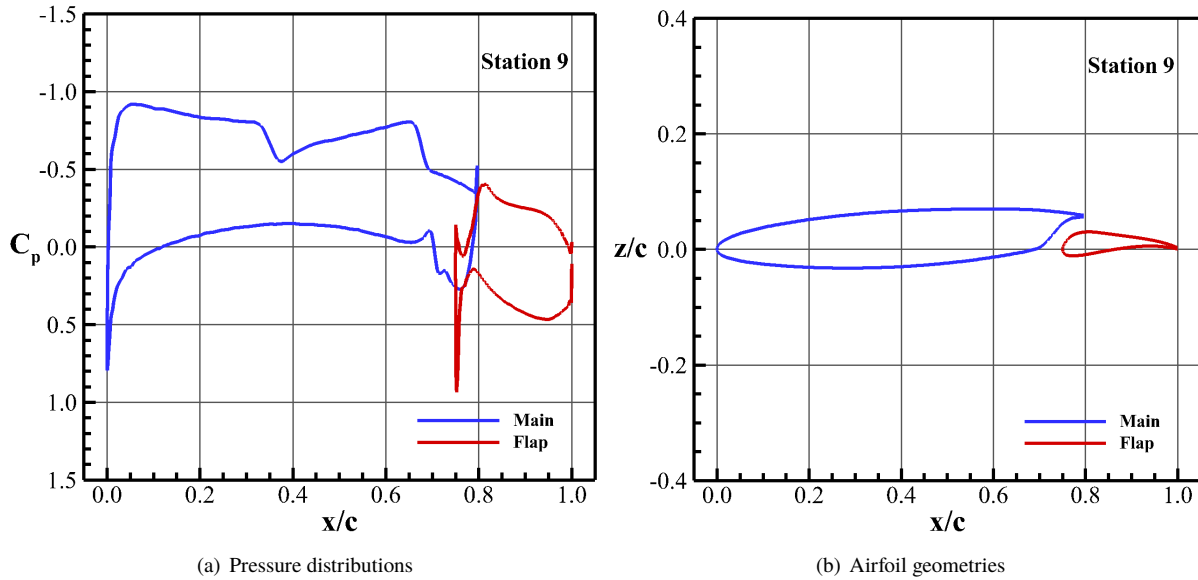 -1.5
-1.0
-0.5
0.0
0.5
1.0
1.5
C_p
Station 9
Main
Flap
0.0 0.2 0.4 0.6 0.8 1.0
x/c
(a) Pressure distributions
0.4
0.2
0.0
-0.2
-0.4
z/c
Station 9
Main
Flap
0.0 0.2 0.4 0.6 0.8 1.0
x/c
(b) Airfoil geometries